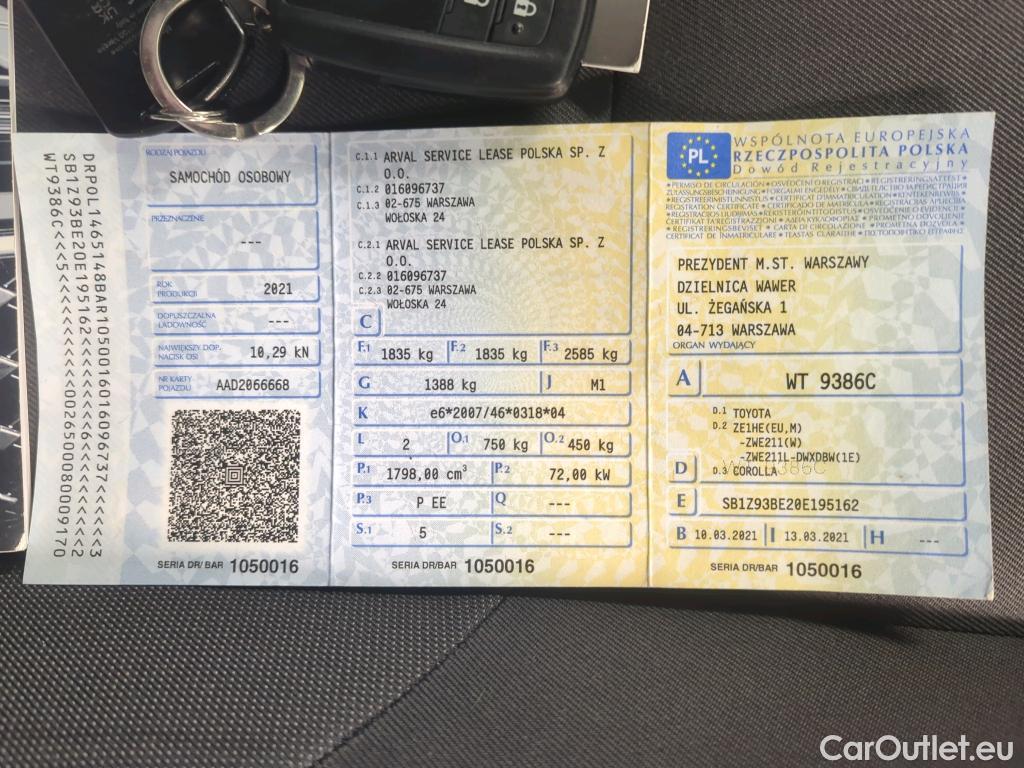 DRPOL1465148BAR10500160160967 37<<<<<<3
SB1Z93BE20E195162<<<<<<<<<0265000800091 70
WT9386C<<<5<<<<<<<<<<<<6<<<<<<<<<<<<<<2
RODZAJ POJAZDU
SAMOCHÓD OSOBOWY
PRZEZNACZENIE
---
ROK PRODUKCJI 2021
DOPUSZCZALNA ŁADOWNOŚĆ ---
NAJWIĘKSZY DOP. NACISK OSI 10,29 kN
NR KARTY POJAZDU AAD2066668
SERIA DR/BAR 1050016
C.1.1 ARVAL SERVICE LEASE POLSKA SP. Z
O.O.
C.1.2 016096737
C.1.3 02-675 WARSZAWA
WOŁOSKA 24
C.2.1 ARVAL SERVICE LEASE POLSKA SP. Z
O.O.
C.2.2 016096737
C.2.3 02-675 WARSZAWA
WOŁOSKA 24
C
F.1 1835 kg F.2 1835 kg F.3 2585 kg
G 1388 kg J M1
K e6*2007/46*0318*04
L 2 O.1 750 kg O.2 450 kg
P.1 1798,00 cm³ P.2 72,00 kW
P.3 P EE Q ---
S.1 5 S.2 ---
SERIA DR/BAR 1050016
PL
WSPÓLNOTA EUROPEJSKA
RZECZPOSPOLITA POLSKA
Dowód Rejestracyjny
PREZYDENT M.ST. WARSZAWY
DZIELNICA WAWER
UL. ŻEGAŃSKA 1
04-713 WARSZAWA
ORGAN WYDAJĄCY
A WT 9386C
D.1 TOYOTA
D.2 ZE1HE(EU,M)
-ZWE211(W)
-ZWE211L-DWXDBW(1E)
D D.3 COROLLA
E SB1Z93BE20E195162
B 10.03.2021 I 13.03.2021 H ---
SERIA DR/BAR 1050016
CarOutlet.eu